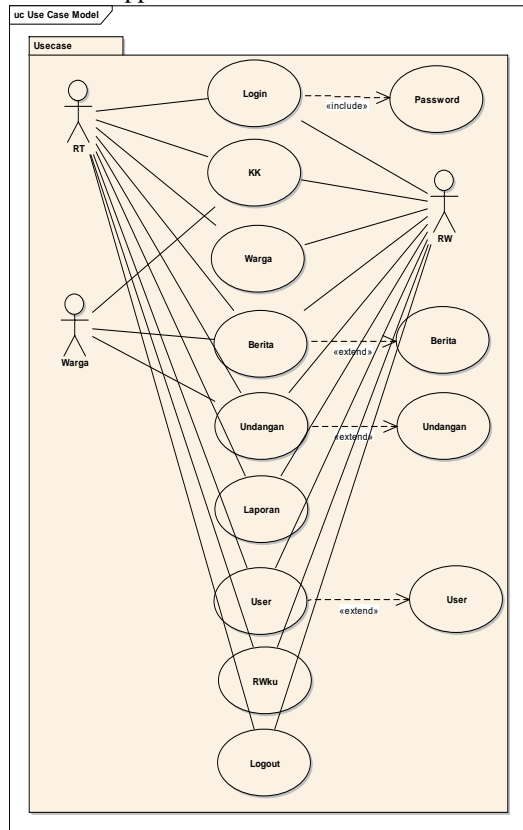 uc Use Case Model
Usecase
Login
«include»
Password
RT
KK
RW
Warga
Warga
Berita
«extend»
Berita
Undangan
«extend»
Undangan
Laporan
User
«extend»
User
RWku
Logout